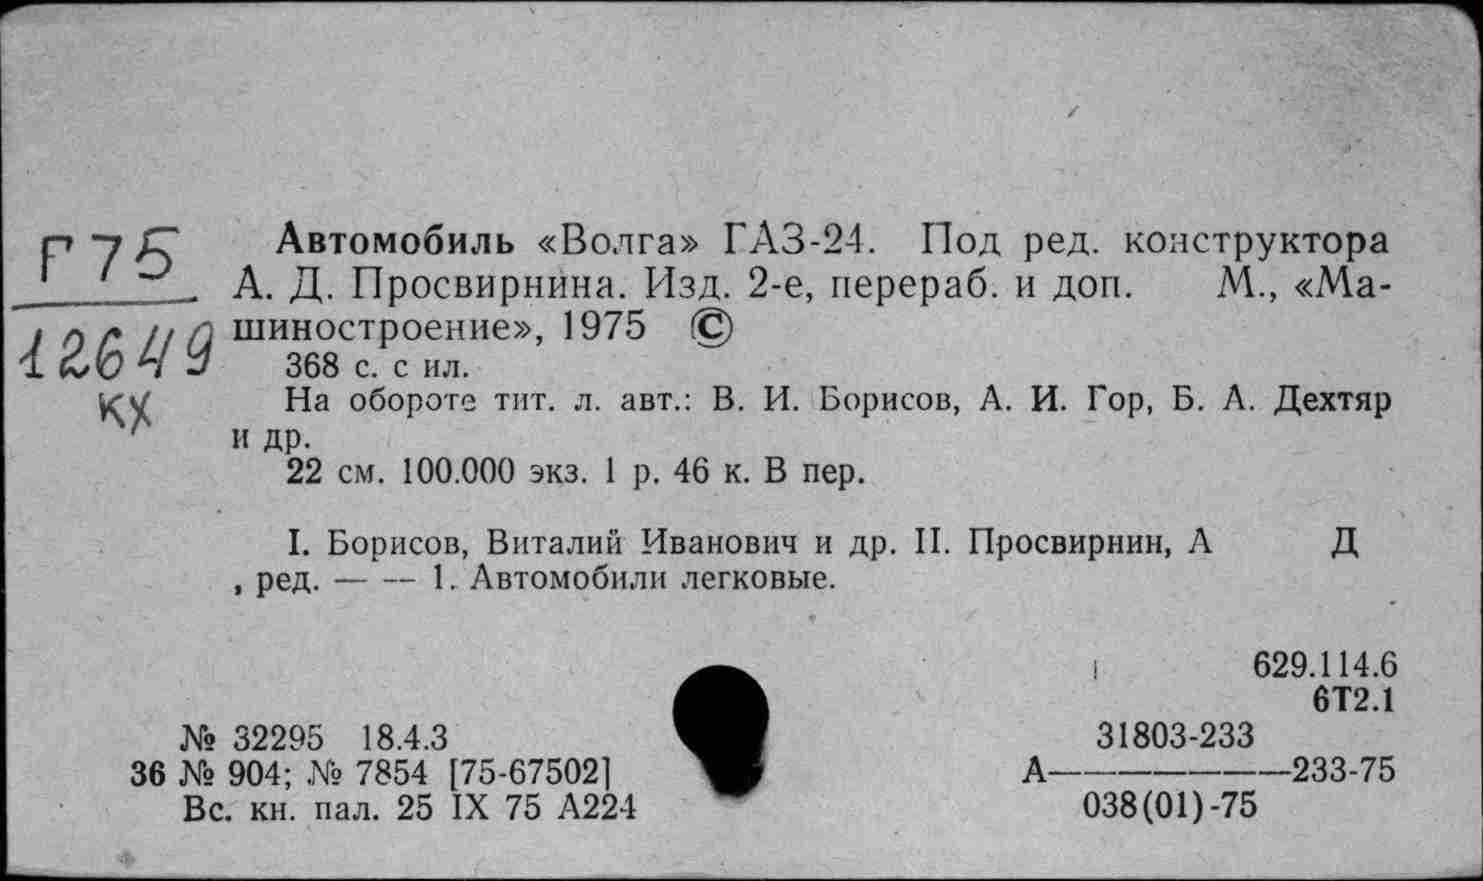 Г75
12649
кх
Автомобиль «Волга» ГАЗ-24. Под ред. конструктора
А. Д. Просвирнина. Изд. 2-е, перераб. и доп. М., «Ма-
шиностроение», 1975 ©
368 с. с ил.
На обороте тит. л. авт.: В. И. Борисов, А. И. Гор, Б. А. Дехтяр
и др.
22 см. 100.000 экз. 1 р. 46 к. В пер.
I. Борисов, Виталий Иванович и др. II. Просвирнин, А Д
, ред. — — 1. Автомобили легковые.
629.114.6
6Т2.1
№ 32295 18.4.3
36 № 904; № 7854 [75-67502]
Вс. кн. пал. 25 IX 75 А224
31803-233
А——————233-75
038(01)-75